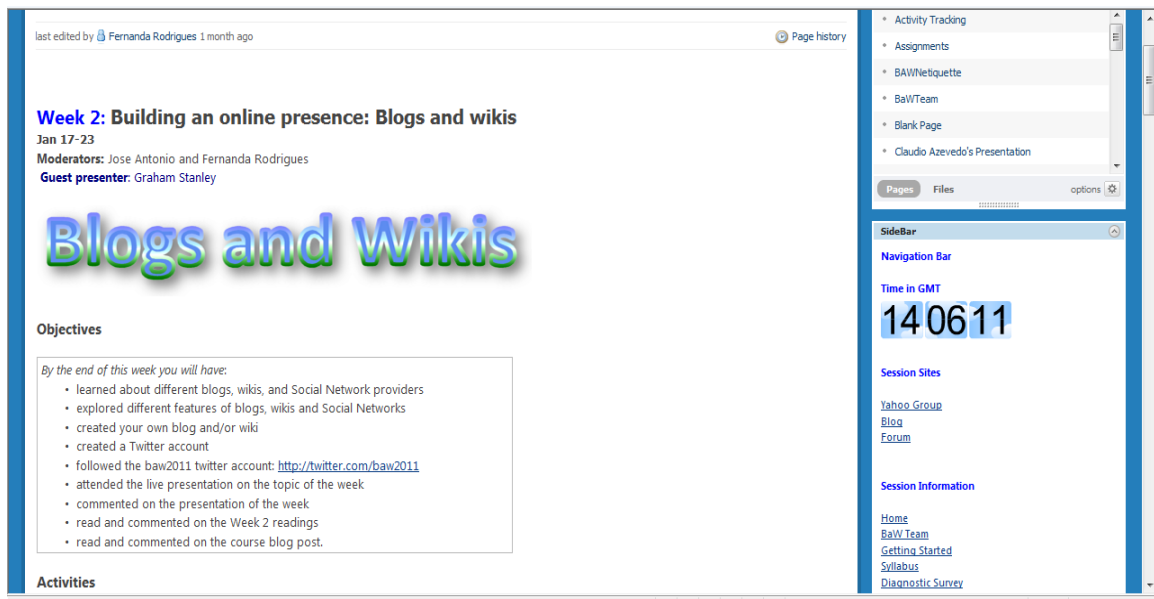 last edited by Fernanda Rodrigues 1 month ago
Page history
Week 2: Building an online presence: Blogs and wikis
Jan 17-23
Moderators: Jose Antonio and Fernanda Rodrigues
Guest presenter: Graham Stanley
Blogs and Wikis
Objectives
By the end of this week you will have:
• learned about different blogs, wikis, and Social Network providers
• explored different features of blogs, wikis and Social Networks
• created your own blog and/or wiki
• created a Twitter account
• followed the baw2011 twitter account: http://twitter.com/baw2011
• attended the live presentation on the topic of the week
• commented on the presentation of the week
• read and commented on the Week 2 readings
• read and commented on the course blog post.
Activities
• Activity Tracking
• Assignments
• BAWNetiquette
• BaWTeam
• Blank Page
• Claudio Azevedo's Presentation
Pages Files options
SideBar
Navigation Bar
Time in GMT
14 06 11
Session Sites
Yahoo Group
Blog
Forum
Session Information
Home
BaW Team
Getting Started
Syllabus
Diagnostic Survey